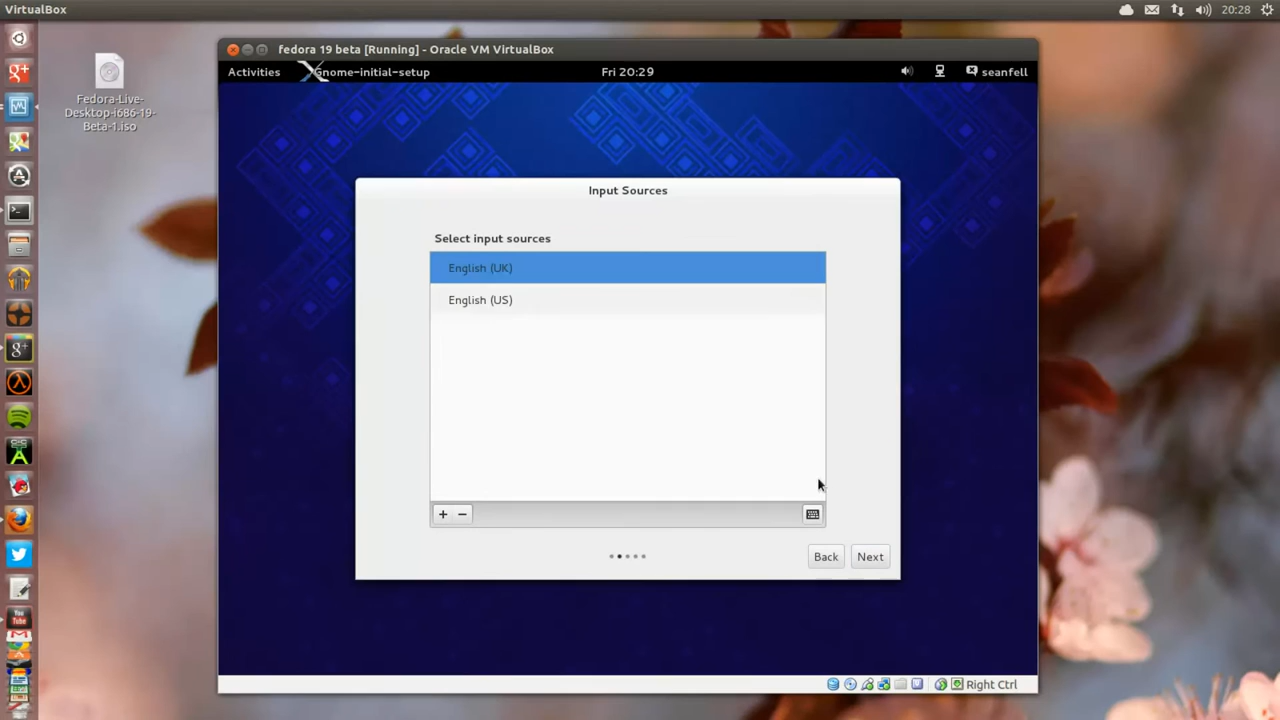 VirtualBox
20:28
Fedora-Live-
Desktop-i686-19-
Beta-1.iso
fedora 19 beta [Running] - Oracle VM VirtualBox
Activities
Gnome-initial-setup
Fri 20:29
seanfell
Input Sources
Select input sources
English (UK)
English (US)
+ −
Back
Next
Right Ctrl
You
Tube